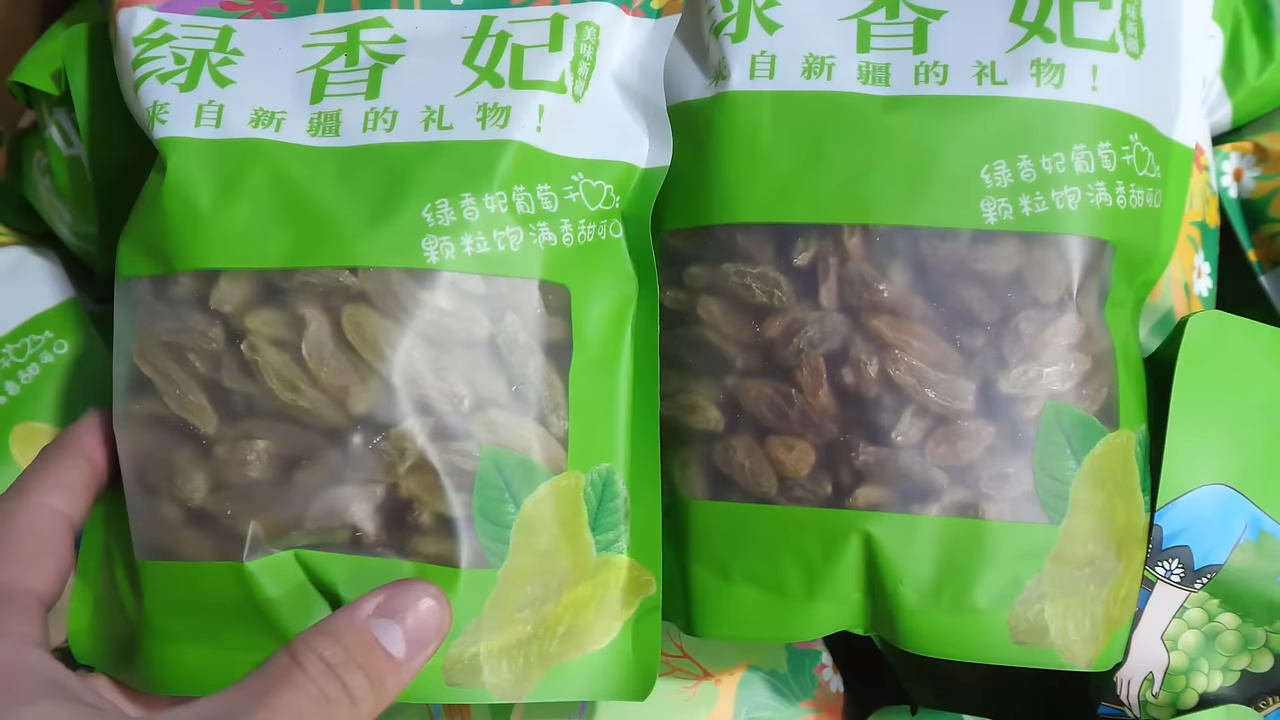 绿香妃
美味新疆
来自新疆的礼物！
绿香妃葡萄干
颗粒饱满香甜可口
绿香妃
来自新疆的礼物！
绿香妃葡萄干
颗粒饱满香甜可口